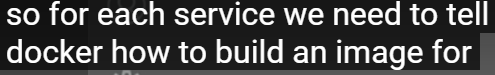 so for each service we need to tell
docker how to build an image for